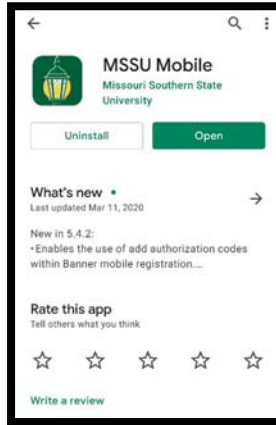 MSSU Mobile
Missouri Southern State
University
Uninstall
Open
What's new •
Last updated Mar 11, 2020
New in 5.4.2:
•Enables the use of add authorization codes
within Banner mobile registration....
Rate this app
Tell others what you think
Write a review